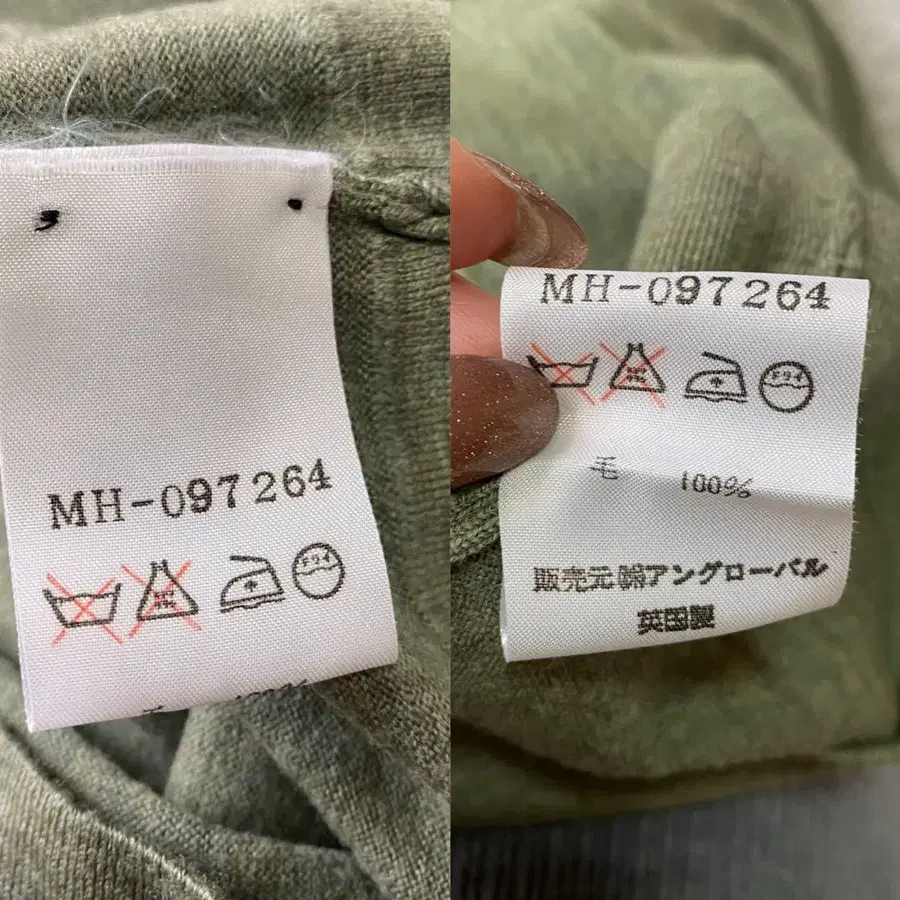 MH-097264
MH-097264
毛 100%
販売元 ㈱アングローバル
英国製